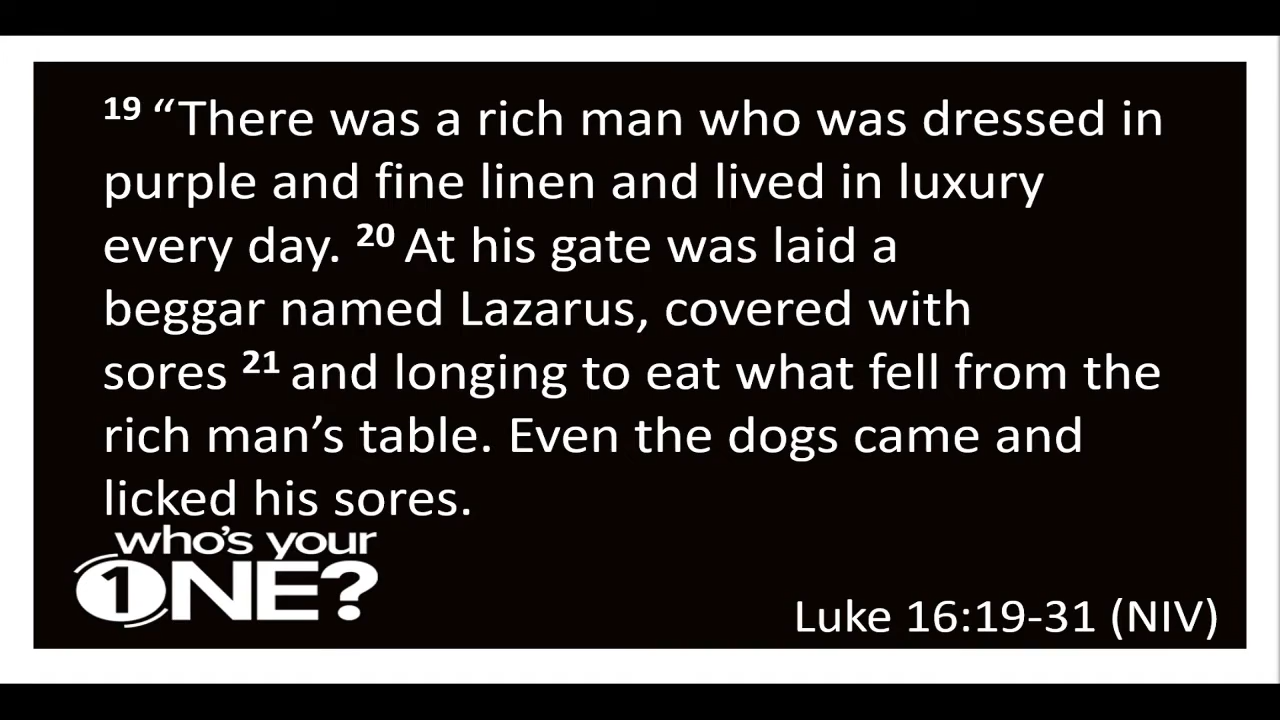 19 “There was a rich man who was dressed in
purple and fine linen and lived in luxury
every day. 20 At his gate was laid a
beggar named Lazarus, covered with
sores 21 and longing to eat what fell from the
rich man’s table. Even the dogs came and
licked his sores.
who's your
1NE?
Luke 16:19-31 (NIV)